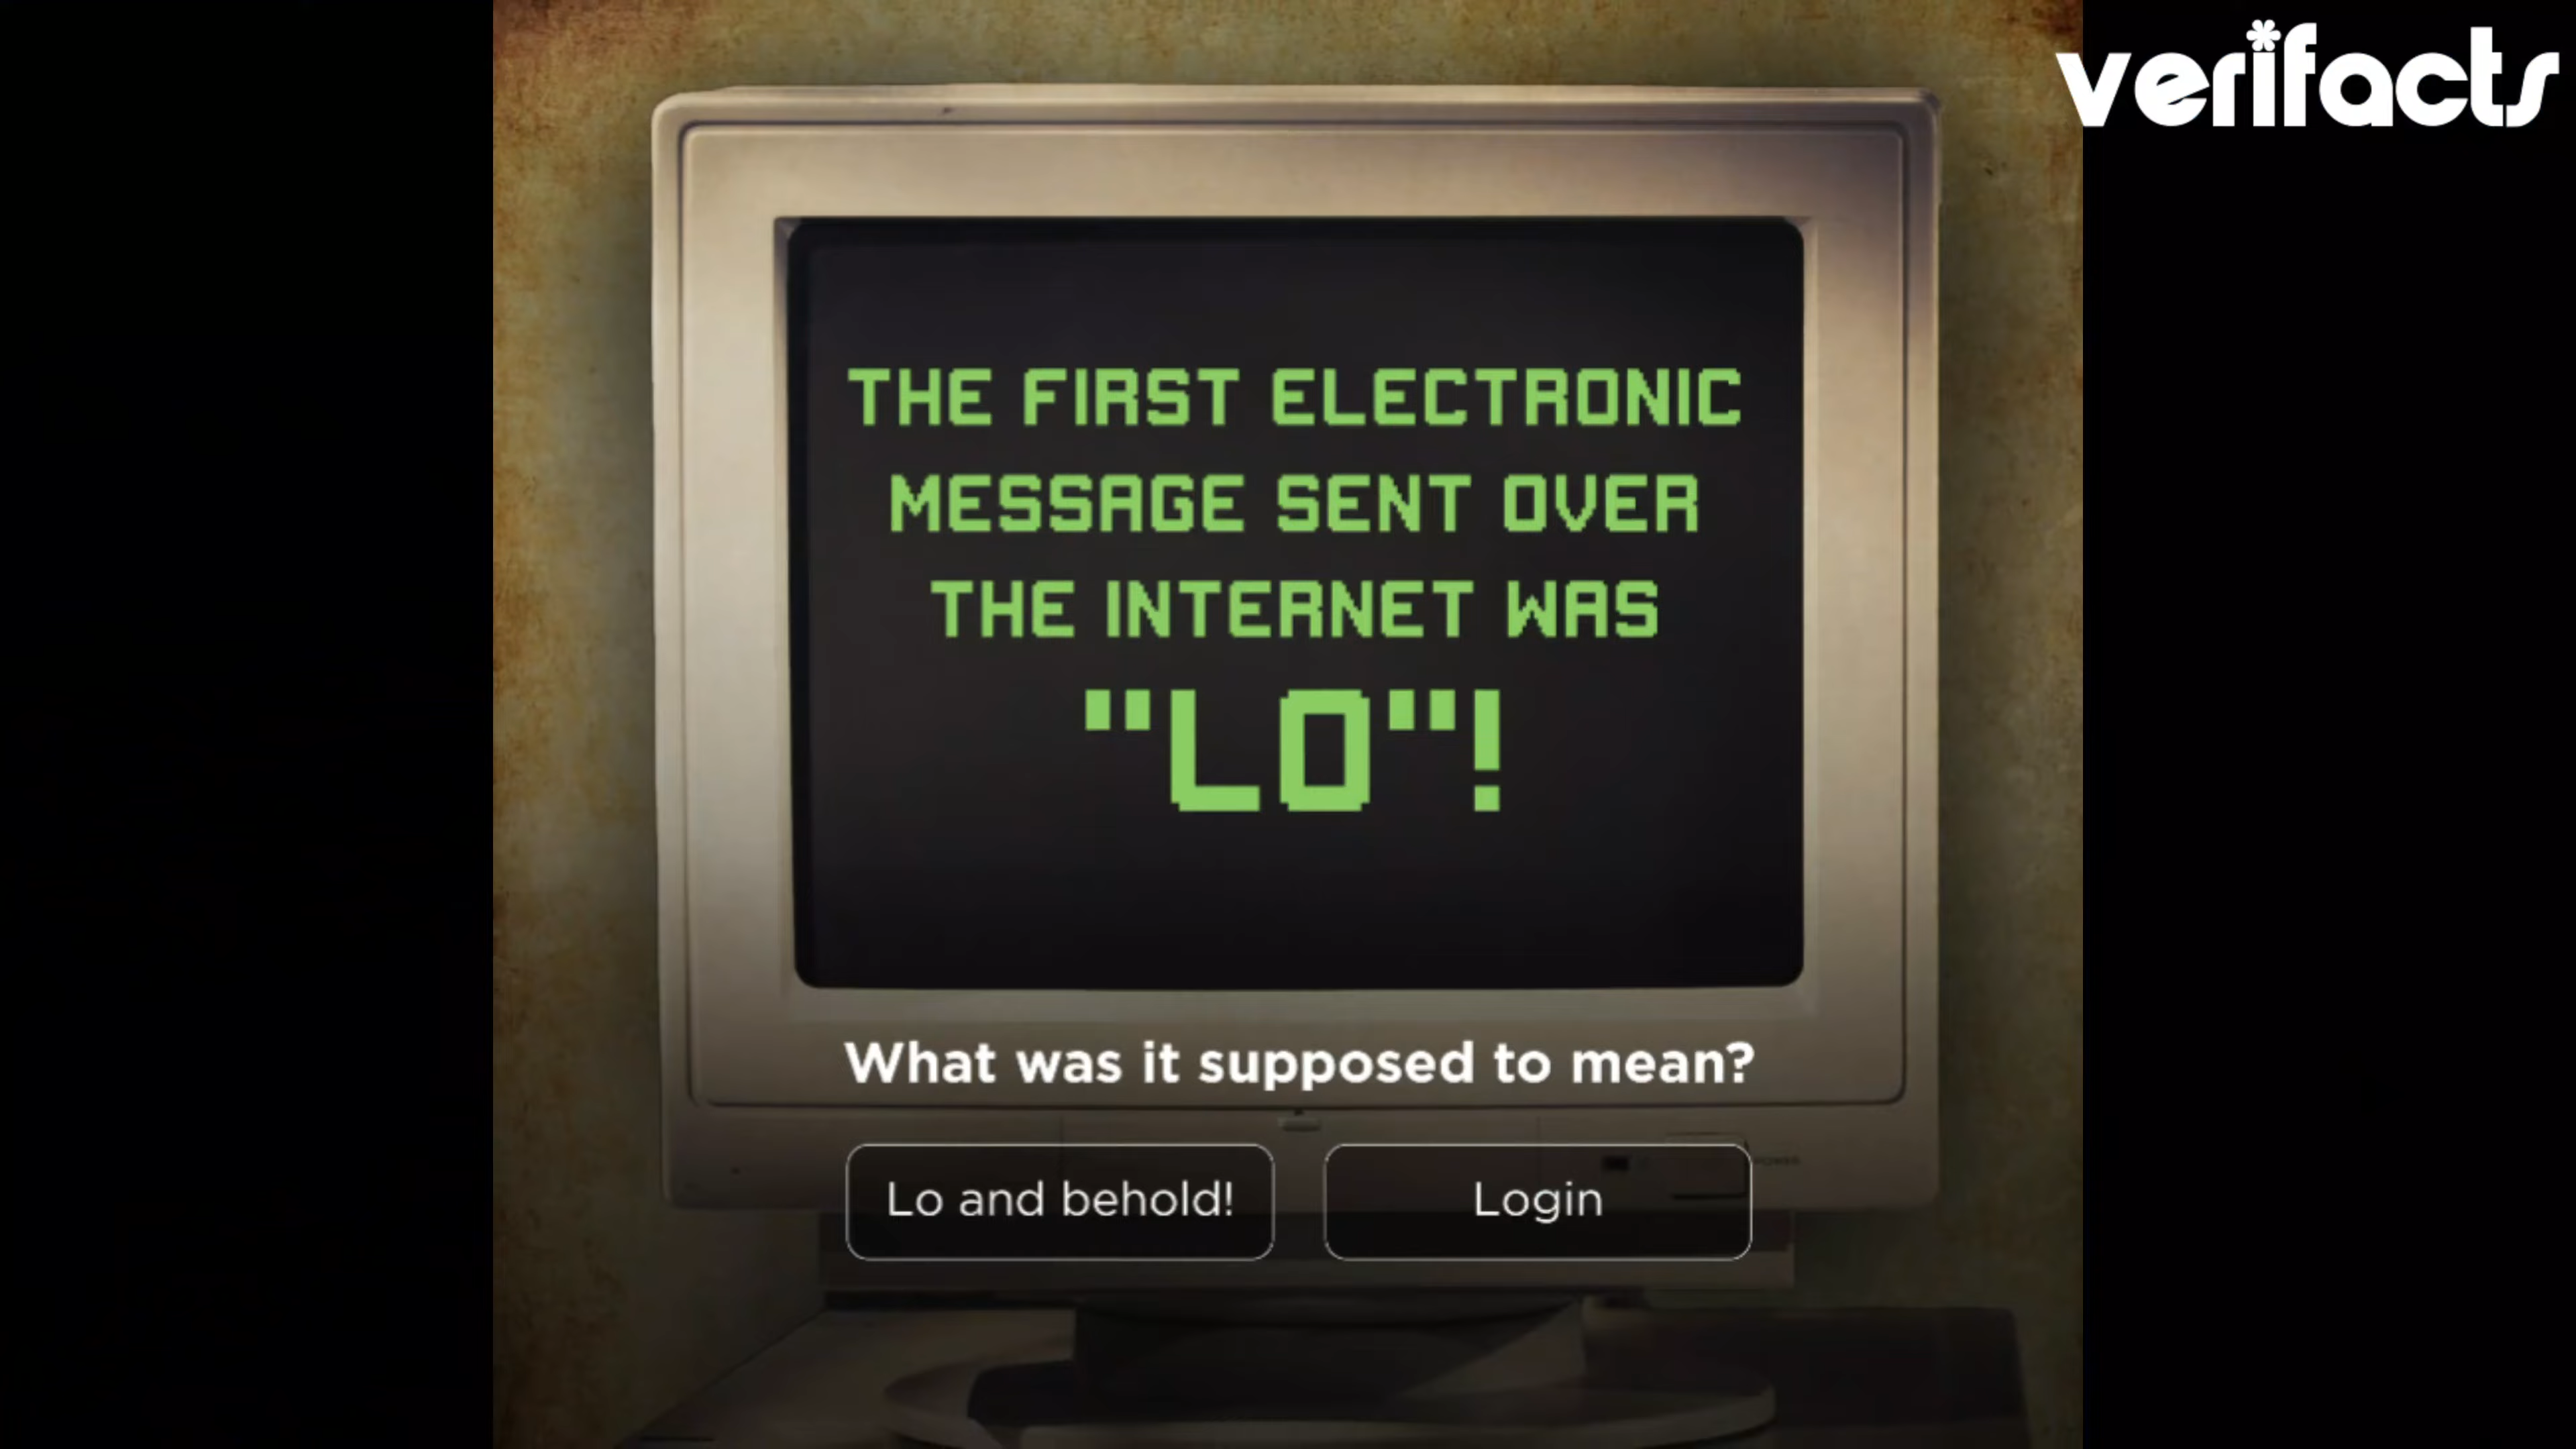 verifacts
THE FIRST ELECTRONIC
MESSAGE SENT OVER
THE INTERNET WAS
"LO"!
What was it supposed to mean?
Lo and behold!
Login
POWER